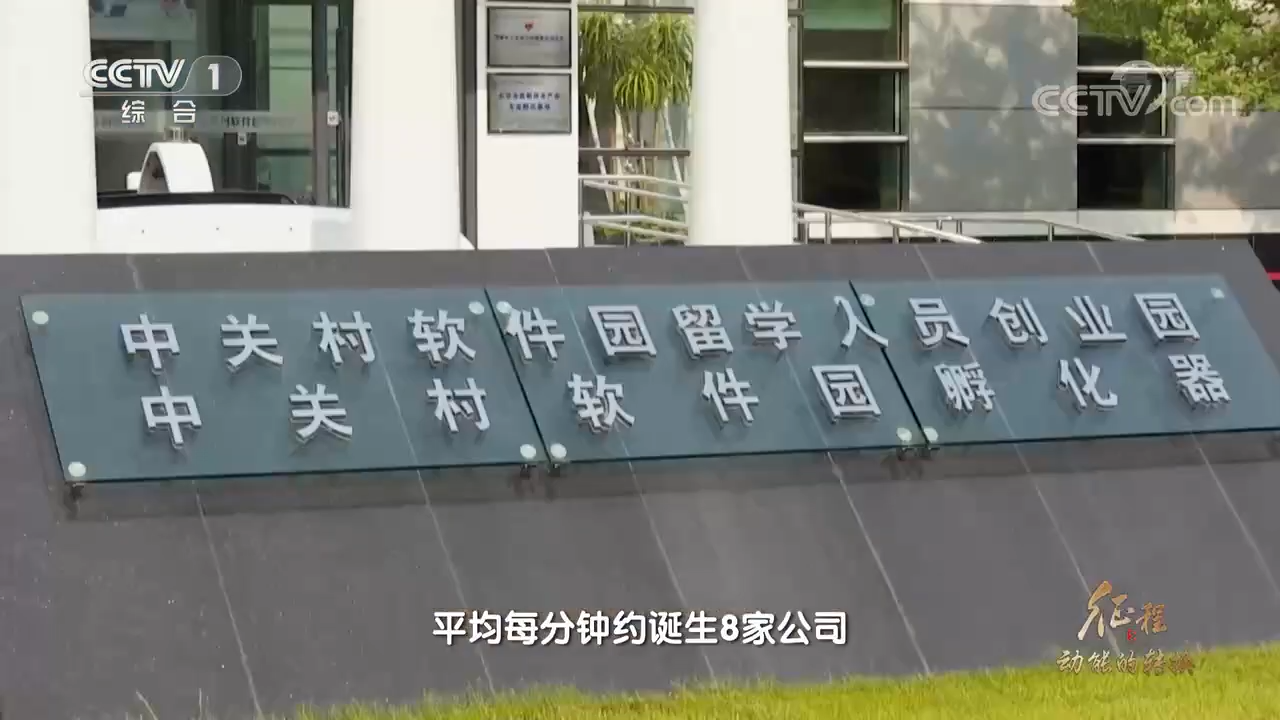 CCTV 1
综合
CCTV.com
中关村软件园留学人员创业园
中关村软件园孵化器
平均每分钟约诞生8家公司
征程
动能的转换